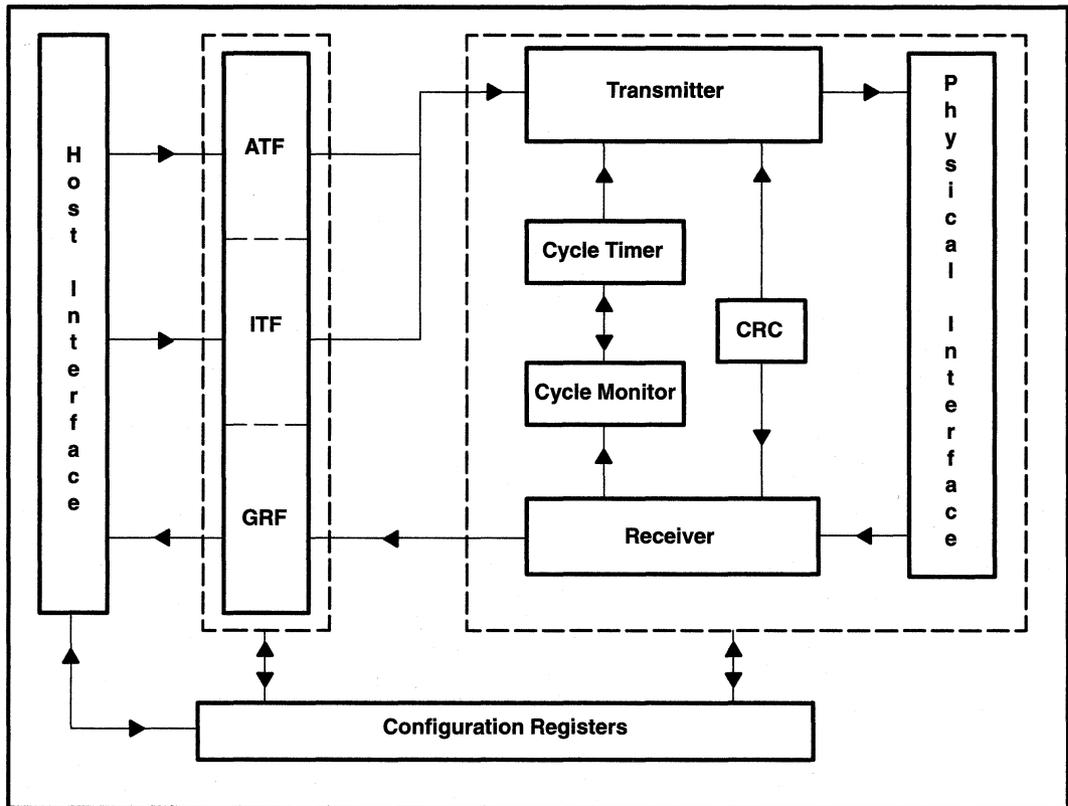 Host Interface
ATF
ITF
GRF
Transmitter
Cycle Timer
CRC
Cycle Monitor
Receiver
Physical Interface
Configuration Registers